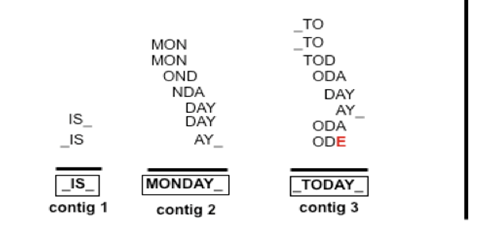 IS_
_IS
_IS_
contig 1
MON
MON
OND
NDA
DAY
DAY
AY_
MONDAY_
contig 2
_TO
_TO
TOD
ODA
DAY
AY_
ODA
ODE
_TODAY_
contig 3